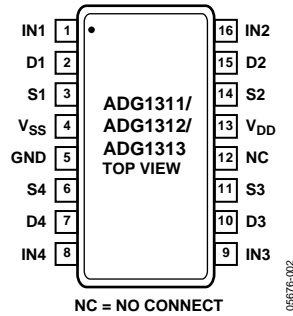 IN1 1 16 IN2
D1 2 15 D2
S1 3 14 S2
VSS 4 13 VDD
GND 5 12 NC
S4 6 11 S3
D4 7 10 D3
IN4 8 9 IN3
ADG1311/
ADG1312/
ADG1313
TOP VIEW
NC = NO CONNECT
05676-002